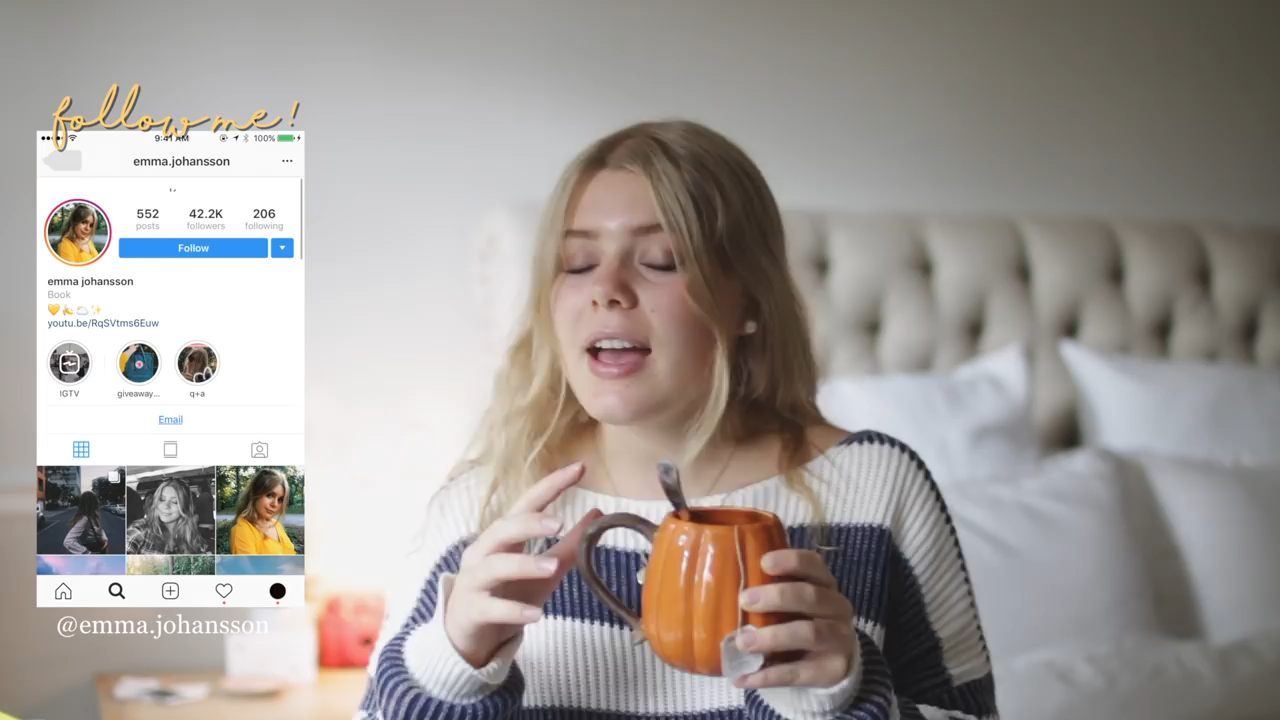 follow me!
9:41 AM 100%
emma.johansson
552 42.2K 206
posts followers following
Follow
emma johansson
Book
💛🍌🌥✨
youtu.be/RqSVtms6Euw
IGTV giveaway... q+a
Email
@emma.johansson